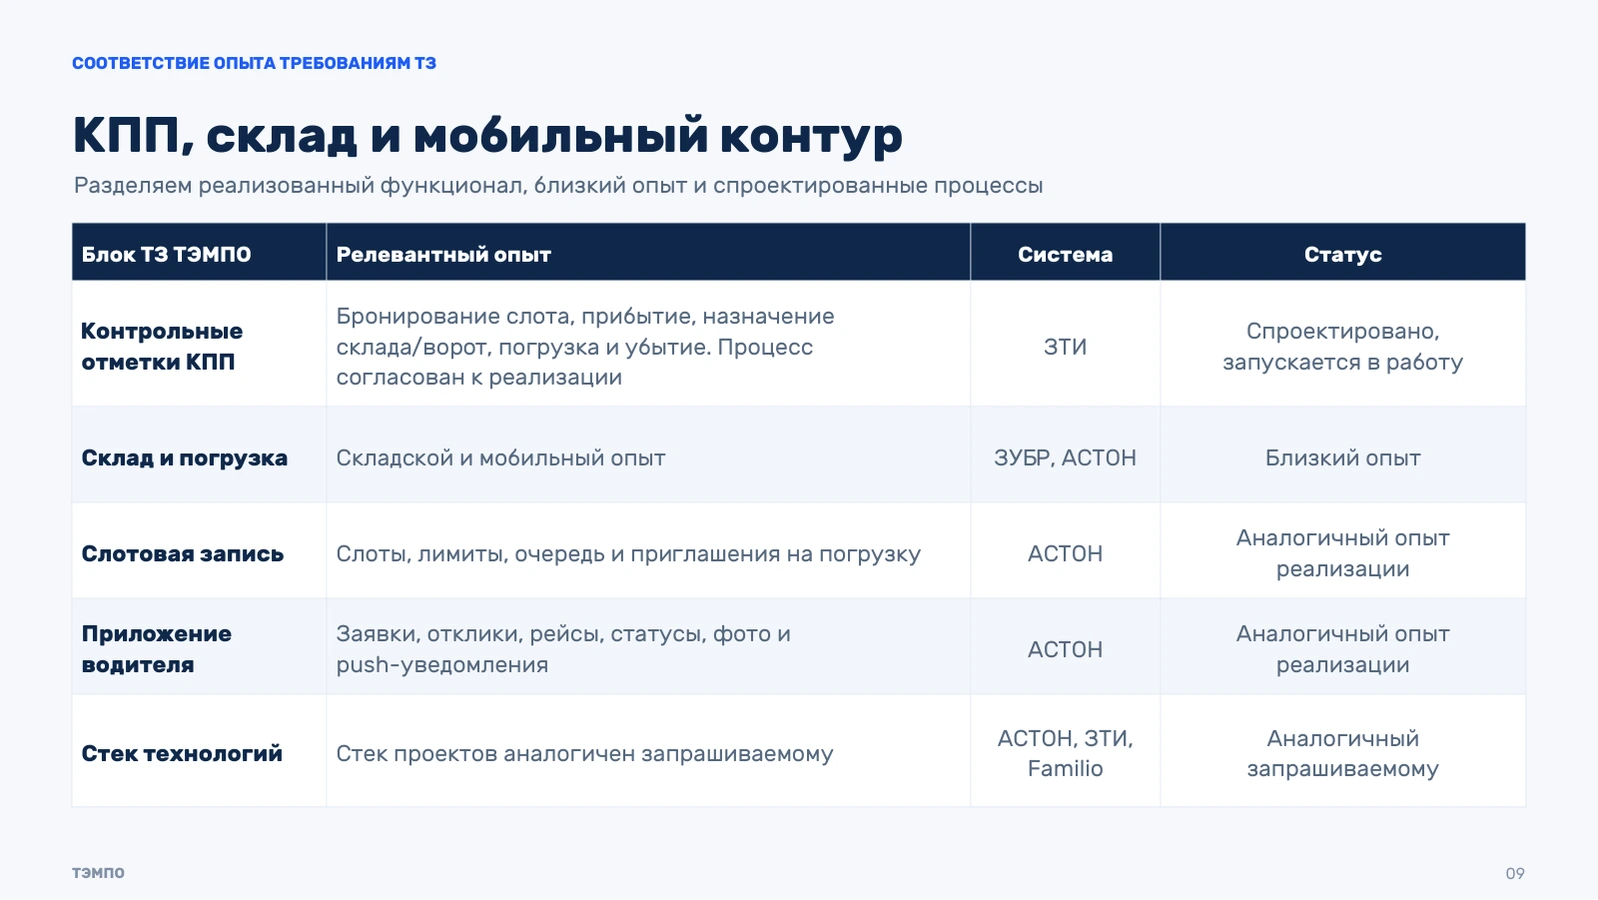 СООТВЕТСТВИЕ ОПЫТА ТРЕБОВАНИЯМ ТЗ
КПП, склад и мобильный контур
Разделяем реализованный функционал, близкий опыт и спроектированные процессы
Блок ТЗ ТЭМПО
Релевантный опыт
Система
Статус
Контрольные
отметки КПП
Бронирование слота, прибытие, назначение
склада/ворот, погрузка и убытие. Процесс
согласован к реализации
ЗТИ
Спроектировано,
запускается в работу
Склад и погрузка
Складской и мобильный опыт
ЗУБР, АСТОН
Близкий опыт
Слотовая запись
Слоты, лимиты, очередь и приглашения на погрузку
АСТОН
Аналогичный опыт
реализации
Приложение
водителя
Заявки, отклики, рейсы, статусы, фото и
push-уведомления
АСТОН
Аналогичный опыт
реализации
Стек технологий
Стек проектов аналогичен запрашиваемому
АСТОН, ЗТИ,
Familio
Аналогичный
запрашиваемому
ТЭМПО
09